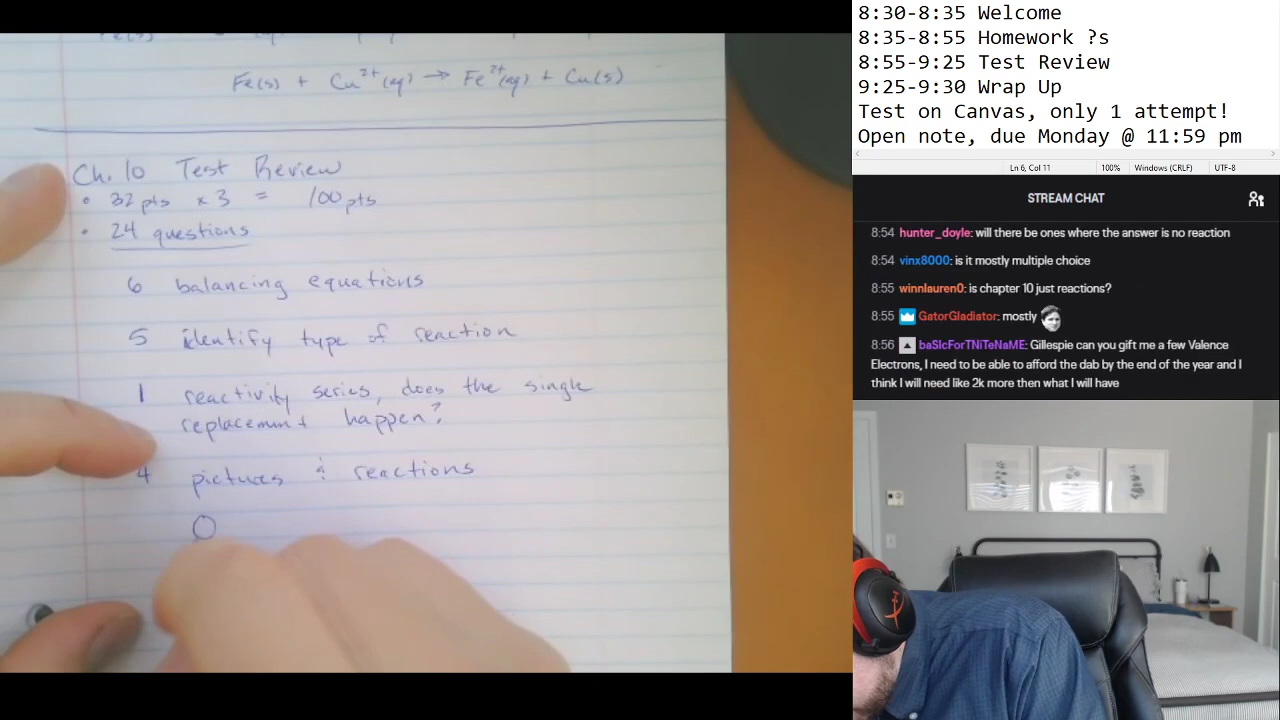 Fe(s) + Cu²⁺(aq) → Fe²⁺(aq) + Cu(s)
Ch. 10 Test Review
• 32 pts x 3 = /100 pts
• 24 questions
6 balancing equations
5 identify type of reaction
1 reactivity series, does the single
replacement happen?
4 pictures & reactions
8:30-8:35 Welcome
8:35-8:55 Homework ?s
8:55-9:25 Test Review
9:25-9:30 Wrap Up
Test on Canvas, only 1 attempt!
Open note, due Monday @ 11:59 pm
Ln 6, Col 11 100% Windows (CRLF) UTF-8
STREAM CHAT
8:54 hunter_doyle: will there be ones where the answer is no reaction
8:54 vinx8000: is it mostly multiple choice
8:55 winnlauren0: is chapter 10 just reactions?
8:55 GatorGladiator: mostly
8:56 baSIcForTNiTeNaME: Gillespie can you gift me a few Valence
Electrons, I need to be able to afford the dab by the end of the year and I
think I will need like 2k more then what I will have